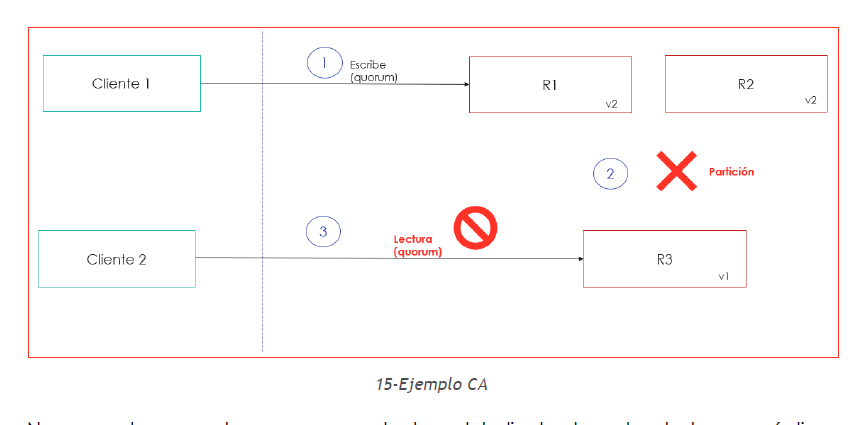 Cliente 1
1
Escribe
(quorum)
R1
v2
R2
v2
2
Partición
Cliente 2
3
Lectura
(quorum)
R3
v1
15-Ejemplo CA